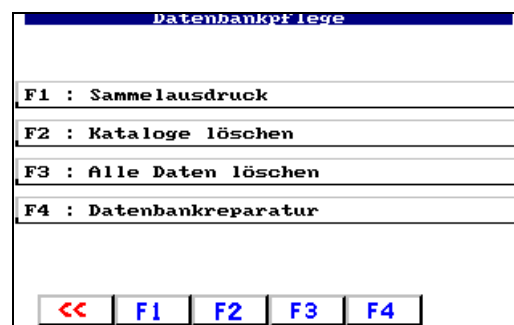 Datenbankpflege
F1 : Sammelausdruck
F2 : Kataloge löschen
F3 : Alle Daten löschen
F4 : Datenbankreparatur
<< F1 F2 F3 F4